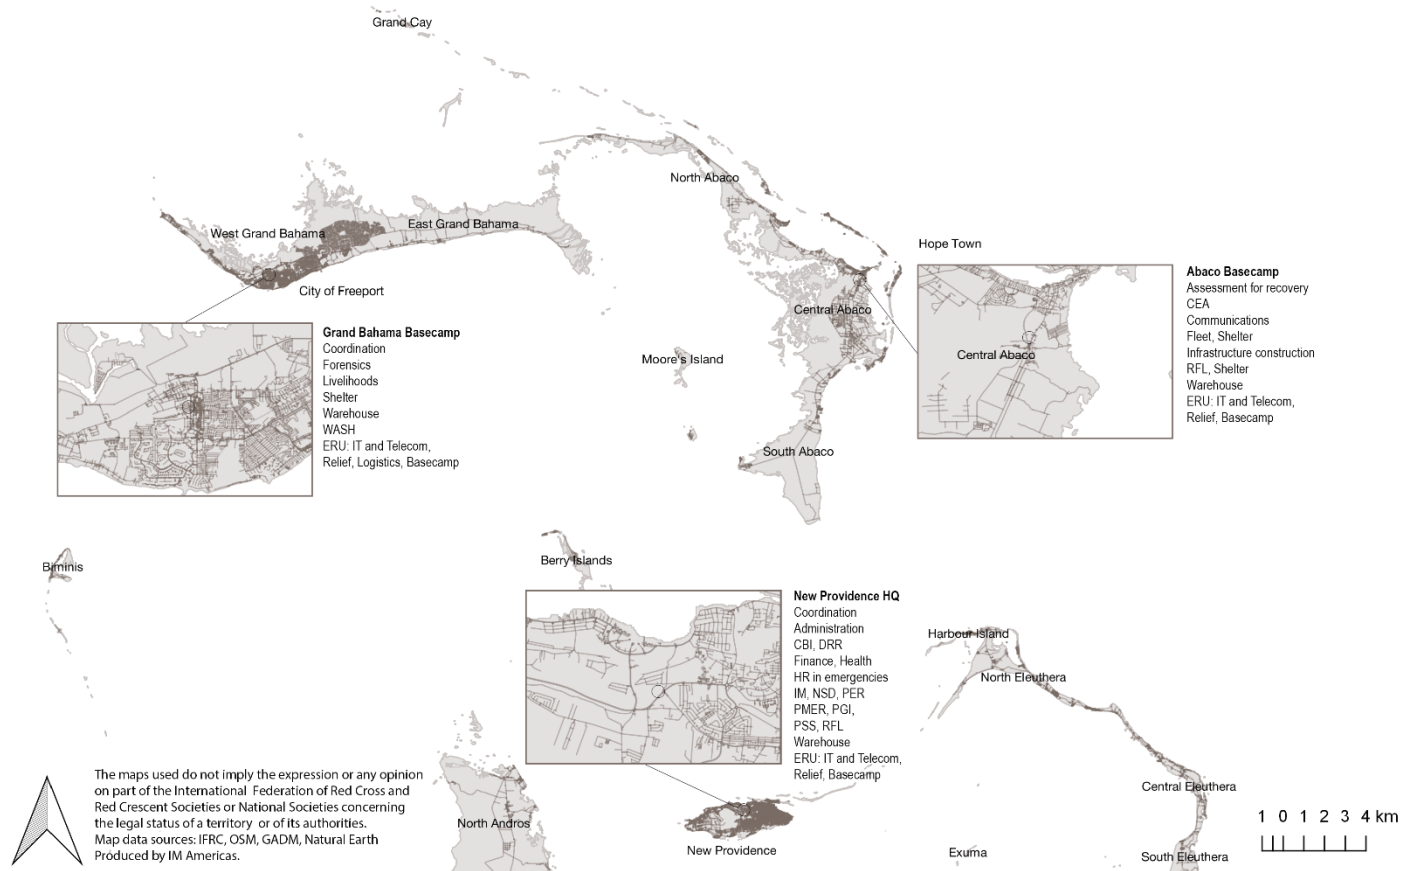 Grand Cay
North Abaco
West Grand Bahama
East Grand Bahama
Hope Town
City of Freeport
Central Abaco
Moore's Island
South Abaco
Grand Bahama Basecamp
Coordination
Forensics
Livelihoods
Shelter
Warehouse
WASH
ERU: IT and Telecom,
Relief, Logistics, Basecamp
Central Abaco
Abaco Basecamp
Assessment for recovery
CEA
Communications
Fleet, Shelter
Infrastructure construction
RFL, Shelter
Warehouse
ERU: IT and Telecom,
Relief, Basecamp
Biminis
Berry Islands
New Providence HQ
Coordination
Administration
CBI, DRR
Finance, Health
HR in emergencies
IM, NSD, PER
PMER, PGI,
PSS, RFL
Warehouse
ERU: IT and Telecom,
Relief, Basecamp
Harbour Island
North Eleuthera
Central Eleuthera
South Eleuthera
North Andros
New Providence
Exuma
The maps used do not imply the expression or any opinion
on part of the International Federation of Red Cross and
Red Crescent Societies or National Societies concerning
the legal status of a territory or of its authorities.
Map data sources: IFRC, OSM, GADM, Natural Earth
Produced by IM Americas.
1 0 1 2 3 4 km